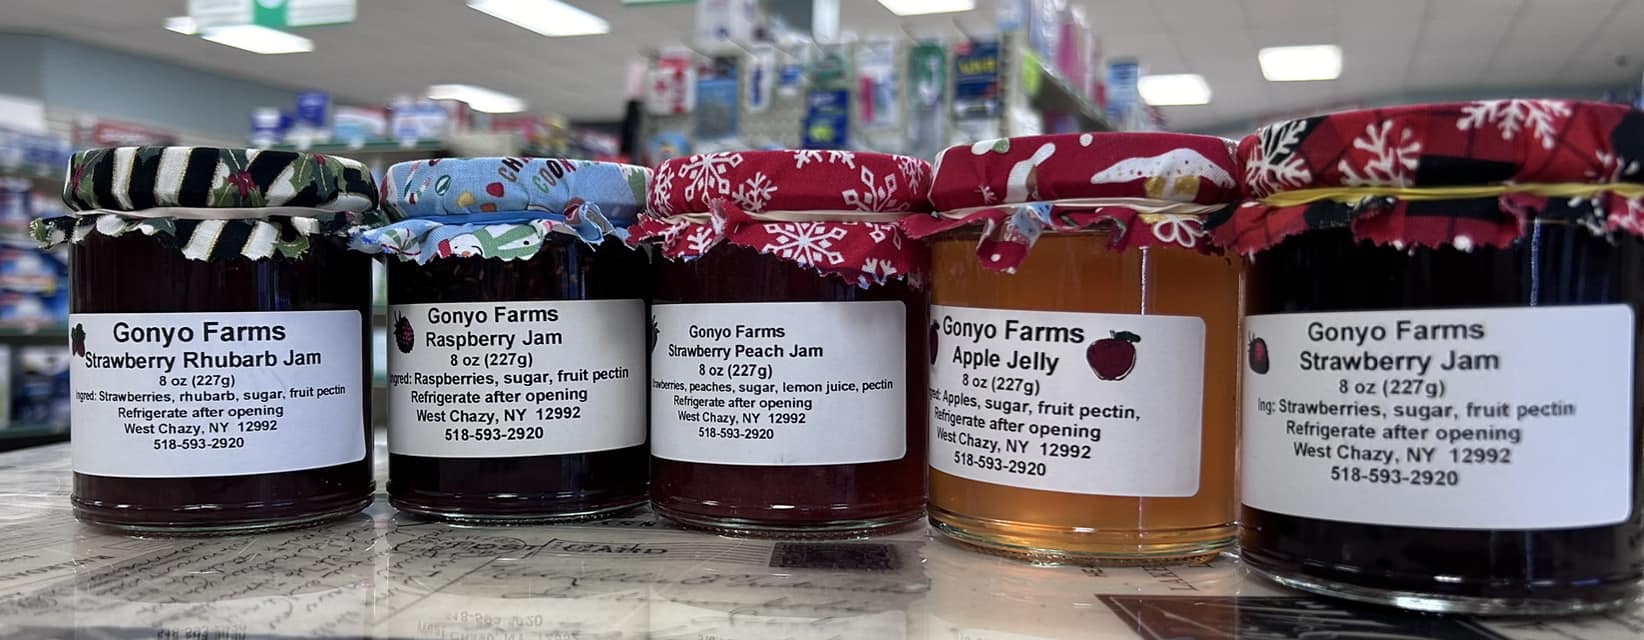 Gonyo Farms
Strawberry Rhubarb Jam
8 oz (227g)
Ingred: Strawberries, rhubarb, sugar, fruit pectin
Refrigerate after opening
West Chazy, NY 12992
518-593-2920
Gonyo Farms
Raspberry Jam
8 oz (227g)
Ingred: Raspberries, sugar, fruit pectin
Refrigerate after opening
West Chazy, NY 12992
518-593-2920
Gonyo Farms
Strawberry Peach Jam
8 oz (227g)
peaches, sugar, lemon juice, pectin
Refrigerate after opening
West Chazy, NY 12992
518-593-2920
Gonyo Farms
Apple Jelly
8 oz (227g)
Apples, sugar, fruit pectin,
Refrigerate after opening
West Chazy, NY 12992
518-593-2920
Gonyo Farms
Strawberry Jam
8 oz (227g)
Ing: Strawberries, sugar, fruit pectin
Refrigerate after opening
West Chazy, NY 12992
518-593-2920